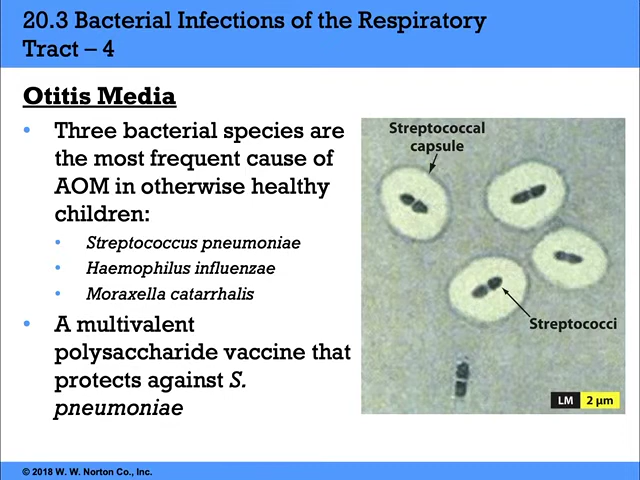 20.3 Bacterial Infections of the Respiratory
Tract – 4
Otitis Media
• Three bacterial species are
the most frequent cause of
AOM in otherwise healthy
children:
• Streptococcus pneumoniae
• Haemophilus influenzae
• Moraxella catarrhalis
• A multivalent
polysaccharide vaccine that
protects against S.
pneumoniae
Streptococcal
capsule
Streptococci
LM 2 µm
© 2018 W. W. Norton Co., Inc.